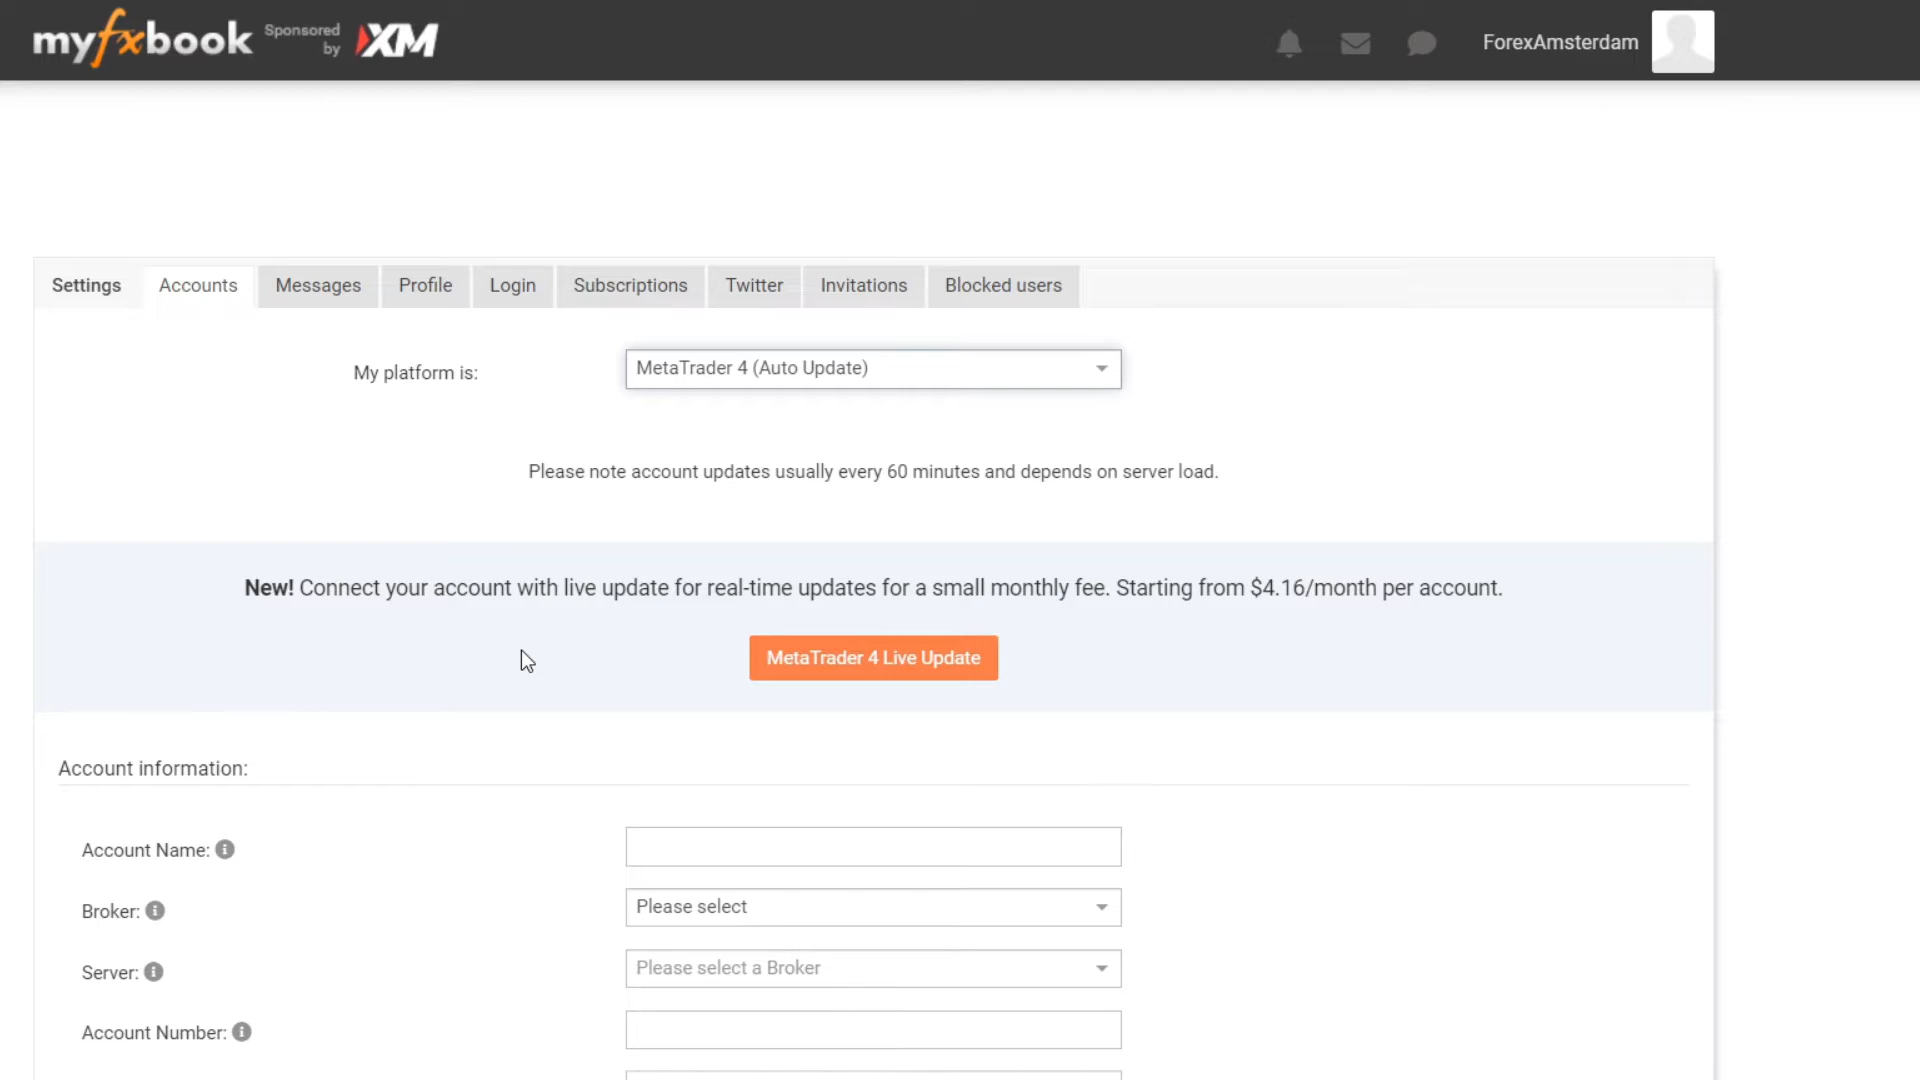 myfxbook Sponsored by XM
ForexAmsterdam
Settings Accounts Messages Profile Login Subscriptions Twitter Invitations Blocked users
My platform is: MetaTrader 4 (Auto Update)
Please note account updates usually every 60 minutes and depends on server load.
New! Connect your account with live update for real-time updates for a small monthly fee. Starting from $4.16/month per account.
MetaTrader 4 Live Update
Account information:
Account Name:
Broker: Please select
Server: Please select a Broker
Account Number: